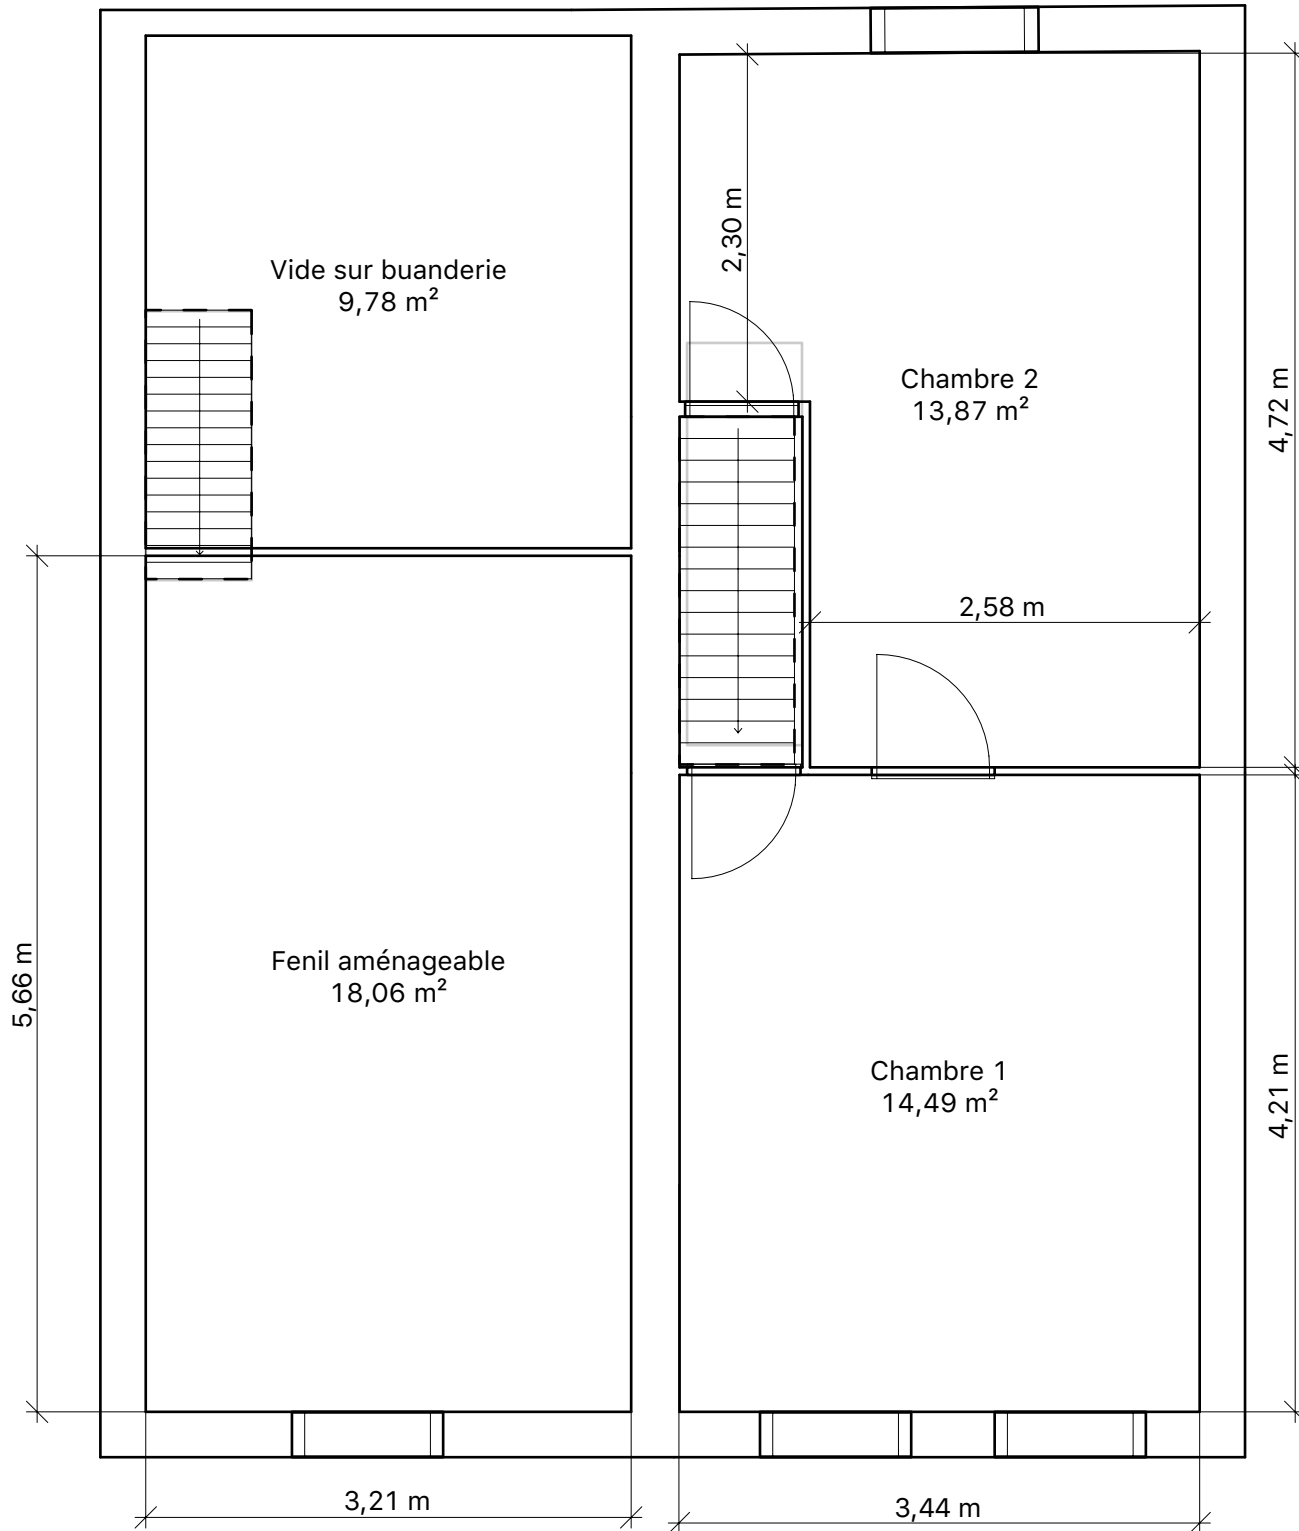 2,30 m
Vide sur buanderie
9,78 m²
Chambre 2
13,87 m²
4,72 m
2,58 m
5,66 m
Fenil aménageable
18,06 m²
Chambre 1
14,49 m²
4,21 m
3,21 m
3,44 m